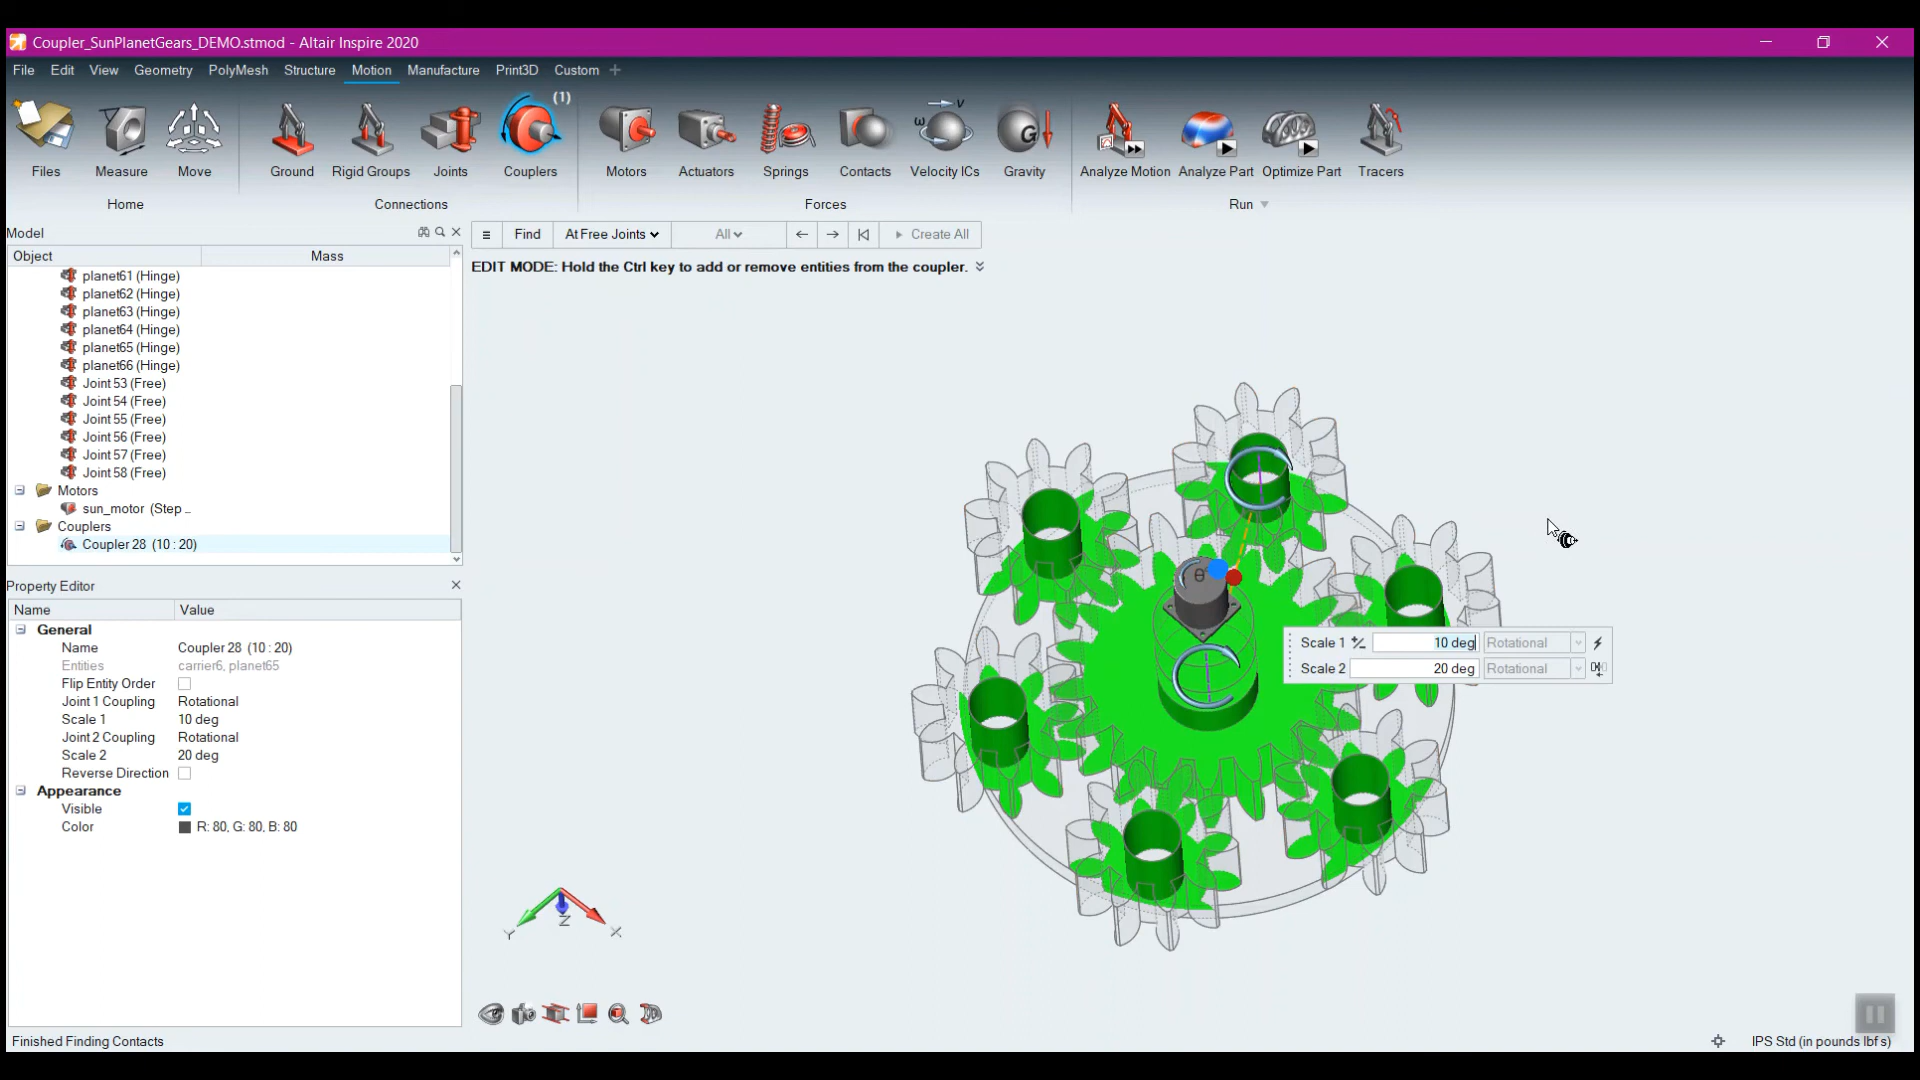 Coupler_SunPlanetGears_DEMO.stmod - Altair Inspire 2020
File Edit View Geometry PolyMesh Structure Motion Manufacture Print3D Custom +
(1)
Files Measure Move Ground Rigid Groups Joints Couplers Motors Actuators Springs Contacts Velocity ICs Gravity Analyze Motion Analyze Part Optimize Part Tracers
Home Connections Forces Run
Model
Find At Free Joints All Create All
Object Mass
EDIT MODE: Hold the Ctrl key to add or remove entities from the coupler.
planet61 (Hinge)
planet62 (Hinge)
planet63 (Hinge)
planet64 (Hinge)
planet65 (Hinge)
planet66 (Hinge)
Joint 53 (Free)
Joint 54 (Free)
Joint 55 (Free)
Joint 56 (Free)
Joint 57 (Free)
Joint 58 (Free)
Motors
sun_motor (Step ..
Couplers
Coupler 28 (10 : 20)
Property Editor
Name Value
General
Name Coupler 28 (10 : 20)
Entities carrier6, planet65
Flip Entity Order
Joint 1 Coupling Rotational
Scale 1 10 deg
Joint 2 Coupling Rotational
Scale 2 20 deg
Reverse Direction
Appearance
Visible
Color R: 80, G: 80, B: 80
θ
Scale 1 10 deg Rotational
Scale 2 20 deg Rotational
Y Z X
Finished Finding Contacts
IPS Std (in pounds lbf s)